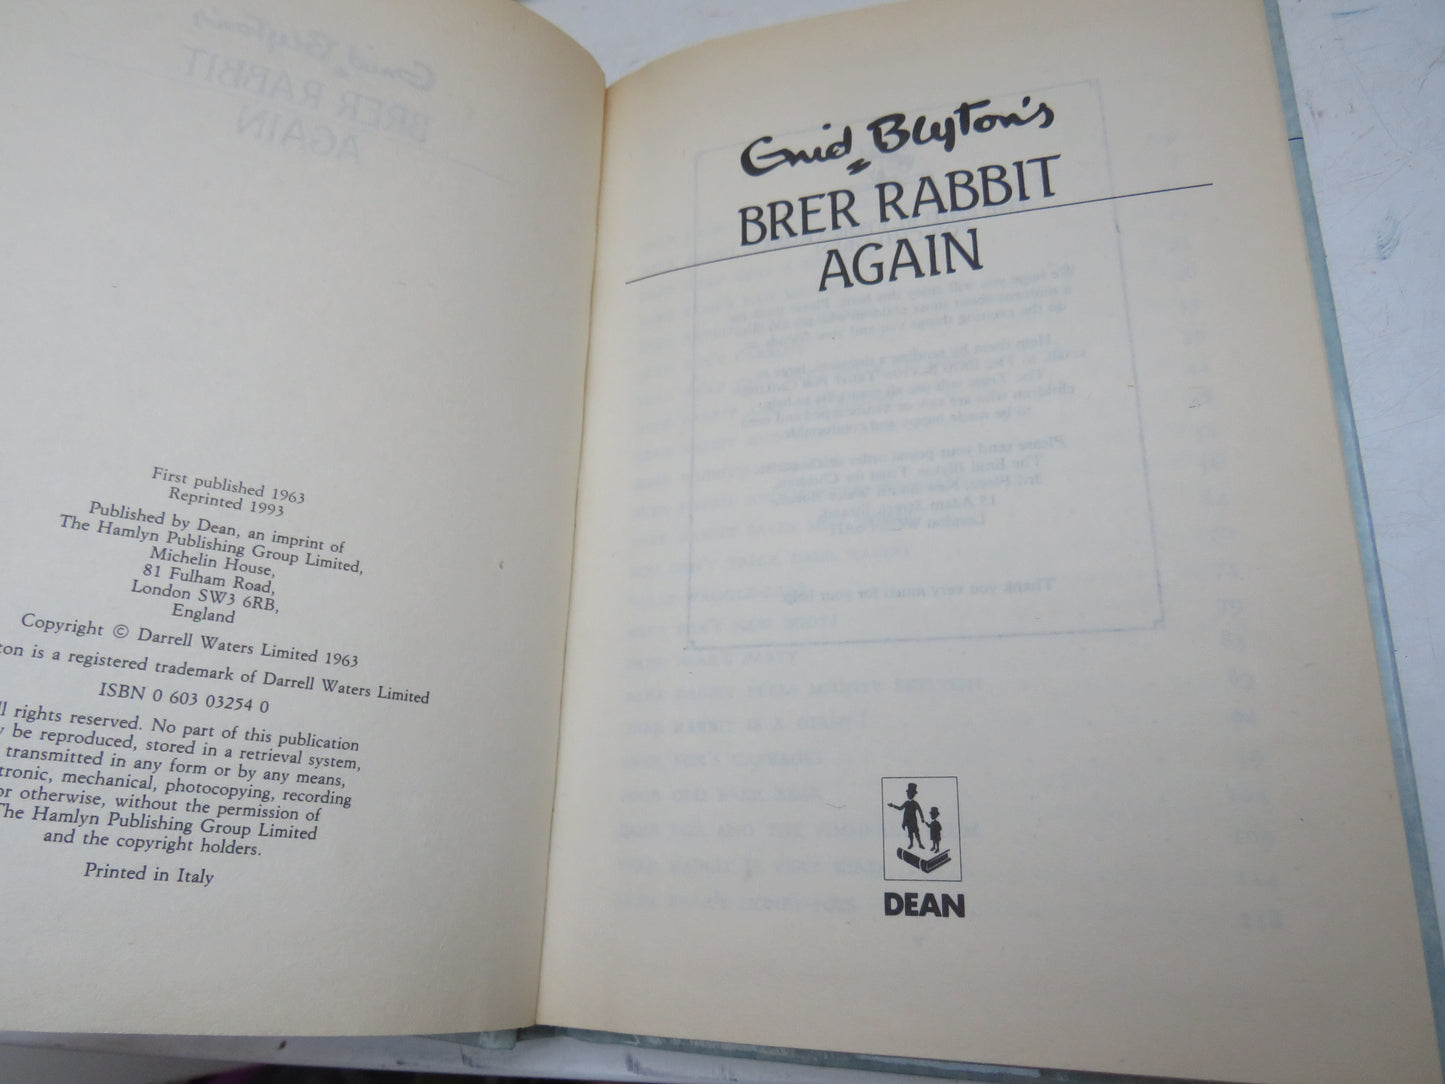 First published 1963
Reprinted 1993
Published by Dean, an imprint of
The Hamlyn Publishing Group Limited,
Michelin House,
81 Fulham Road,
London SW3 6RB,
England
Copyright © Darrell Waters Limited 1963
ton is a registered trademark of Darrell Waters Limited
ISBN 0 603 03254 0
ll rights reserved. No part of this publication
y be reproduced, stored in a retrieval system,
transmitted in any form or by any means,
tronic, mechanical, photocopying, recording
or otherwise, without the permission of
The Hamlyn Publishing Group Limited
and the copyright holders.
Printed in Italy
Enid Blyton's
BRER RABBIT
AGAIN
DEAN